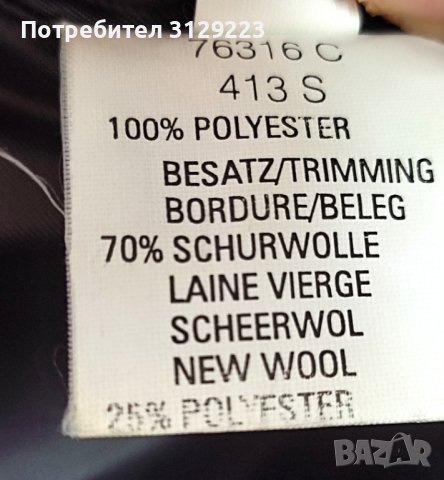 Потребител 3129223
76316 C
413 S
100% POLYESTER
BESATZ/TRIMMING
BORDURE/BELEG
70% SCHURWOLLE
LAINE VIERGE
SCHEERWOL
NEW WOOL
25% POLYESTER
BAZAR